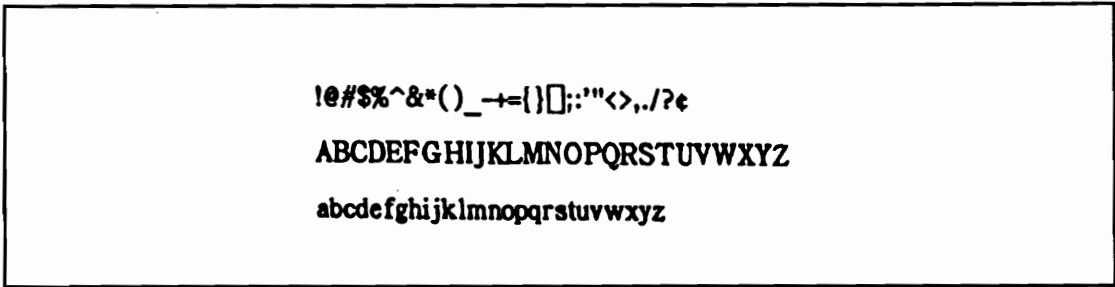 !@#$%^&*()_-+={}[];:'"<>,./?¢
ABCDEFGHIJKLMNOPQRSTUVWXYZ
abcdefghijklmnopqrstuvwxyz